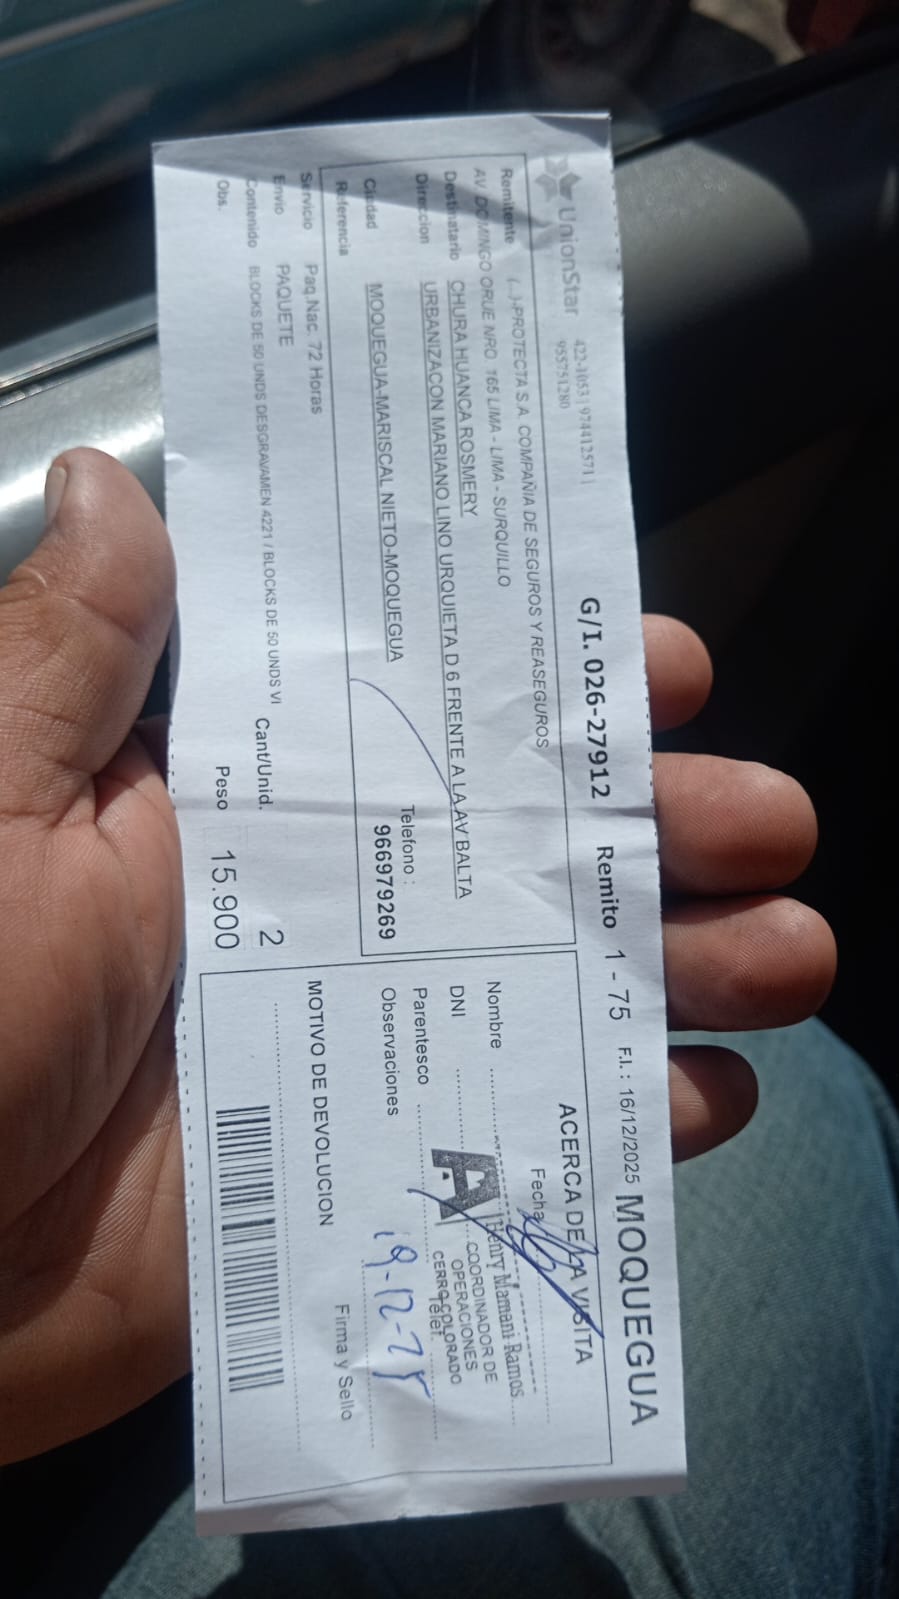 UnionStar
422-1053 | 974412571 |
955751280
G/I. 026-27912 Remito 1 - 75 F.I. : 16/12/2025 MOQUEGUA
Remitente (...)-PROTECTA S.A. COMPAÑIA DE SEGUROS Y REASEGUROS
AV. DOMINGO ORUE NRO 165 LIMA - LIMA - SURQUILLO
Destinatario CHURA HUANCA ROSMERY
Direccion URBANIZACON MARIANO LINO URQUIETA D 6 FRENTE A LA AV BALTA
Ciudad MOQUEGUA-MARISCAL NIETO-MOQUEGUA
Telefono :
966979269
Referencia
Servicio Paq.Nac. 72 Horas
Envio PAQUETE
Contenido BLOCKS DE 50 UNDS DESGRAVAMEN 4221 / BLOCKS DE 50 UNDS VI
Cant/Unid. 2
Obs.
Peso 15.900
ACERCA DE LA VISITA
Fecha
Nombre
DNI
Parentesco
Telef.
Observaciones
A
Henry Mamani Ramos
COORDINADOR DE
OPERACIONES
CERRO COLORADO
19-12-25
MOTIVO DE DEVOLUCION
Firma y Sello